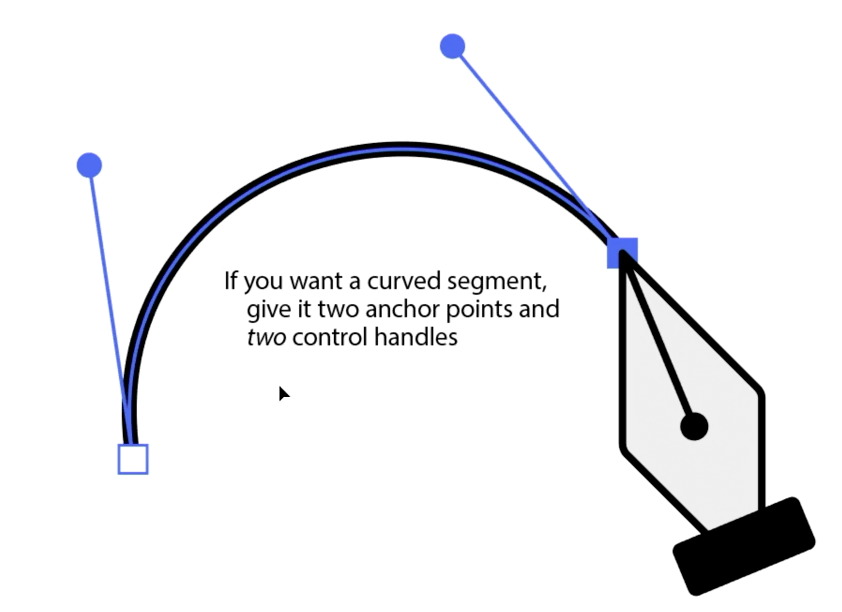 If you want a curved segment,
give it two anchor points and
two control handles